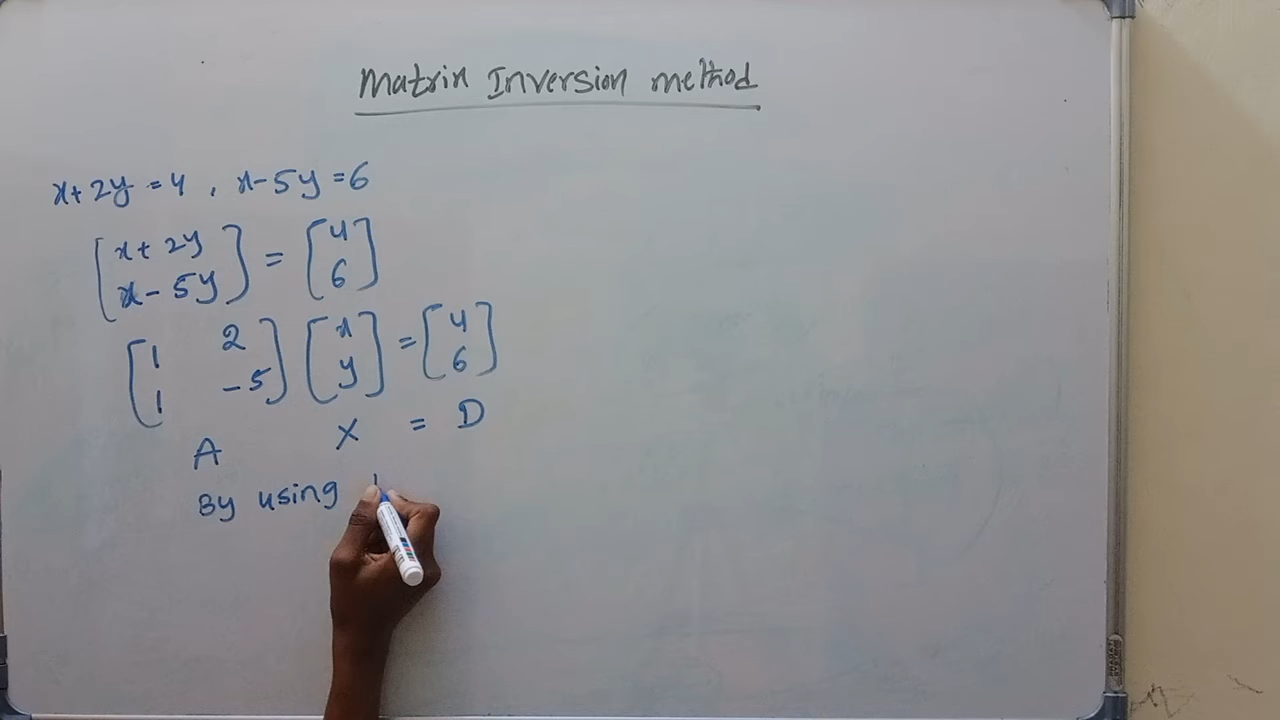 Matrix Inversion method
x+2y=4, x-5y=6
[x+2y x-5y] = [4 6]
[1 2 1 -5] [x y] = [4 6]
A X = D
By using